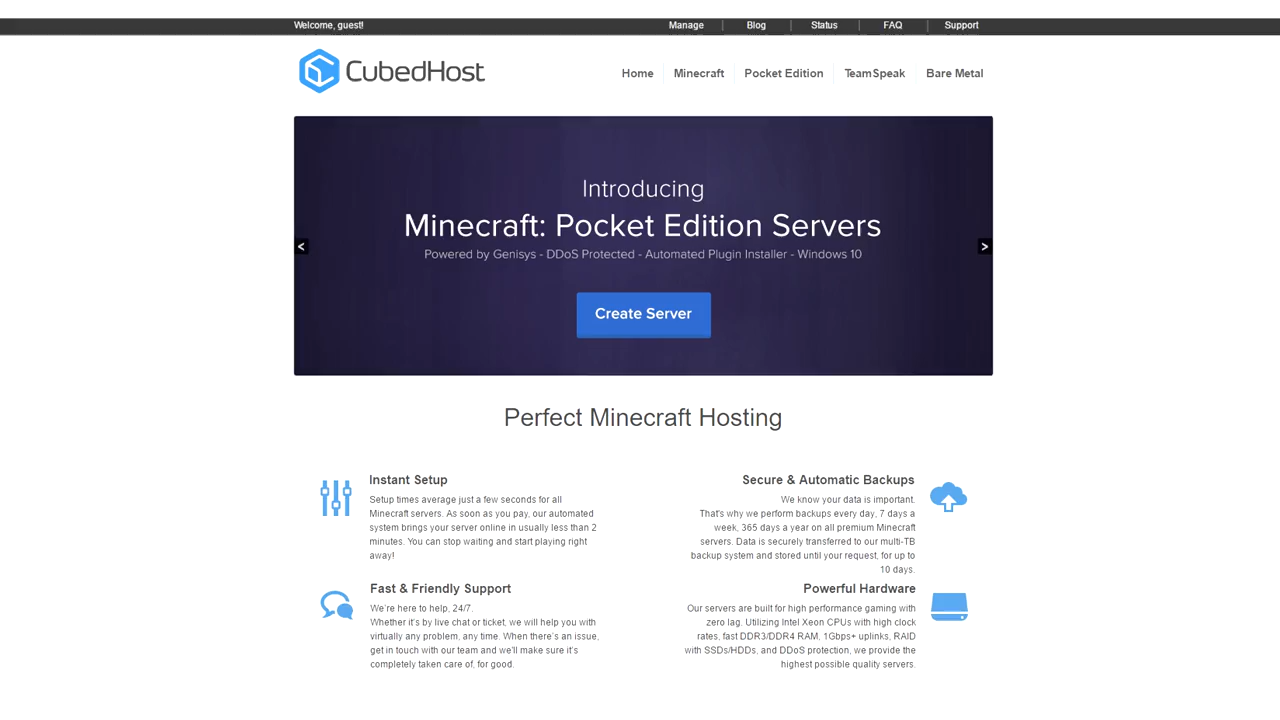 Welcome, guest!
Manage
Blog
Status
FAQ
Support
CubedHost
Home
Minecraft
Pocket Edition
TeamSpeak
Bare Metal
Introducing
Minecraft: Pocket Edition Servers
Powered by Genisys - DDoS Protected - Automated Plugin Installer - Windows 10
<
>
Create Server
Perfect Minecraft Hosting
Instant Setup
Setup times average just a few seconds for all
Minecraft servers. As soon as you pay, our automated
system brings your server online in usually less than 2
minutes. You can stop waiting and start playing right
away!
Secure & Automatic Backups
We know your data is important.
That's why we perform backups every day, 7 days a
week, 365 days a year on all premium Minecraft
servers. Data is securely transferred to our multi-TB
backup system and stored until your request, for up to
10 days.
Fast & Friendly Support
We're here to help, 24/7.
Whether it's by live chat or ticket, we will help you with
virtually any problem, any time. When there's an issue,
get in touch with our team and we'll make sure it's
completely taken care of, for good.
Powerful Hardware
Our servers are built for high performance gaming with
zero lag. Utilizing Intel Xeon CPUs with high clock
rates, fast DDR3/DDR4 RAM, 1Gbps+ uplinks, RAID
with SSDs/HDDs, and DDoS protection, we provide the
highest possible quality servers.